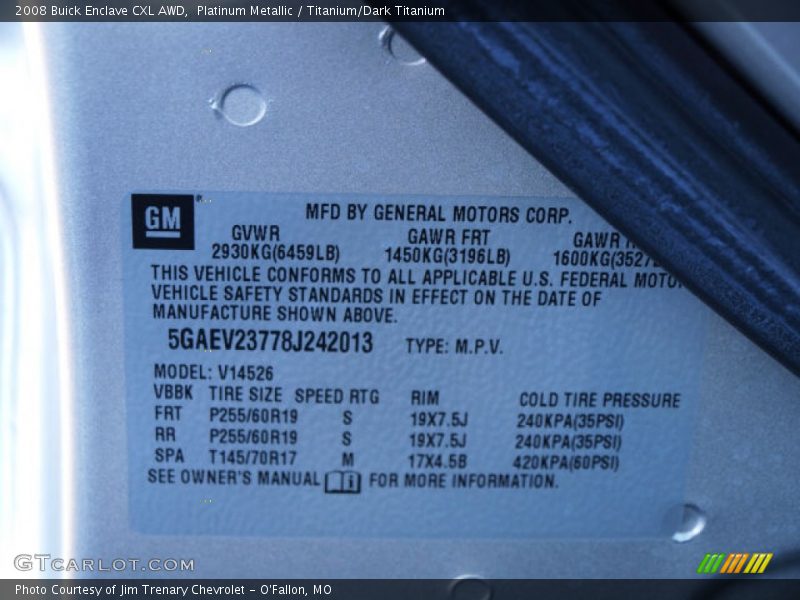 2008 Buick Enclave CXL AWD,  Platinum Metallic / Titanium/Dark Titanium
GM ® MFD BY GENERAL MOTORS CORP.
GVWR GAWR FRT GAWR
2930KG(6459LB) 1450KG(3196LB) 1600KG(3527
THIS VEHICLE CONFORMS TO ALL APPLICABLE U.S. FEDERAL MOTO
VEHICLE SAFETY STANDARDS IN EFFECT ON THE DATE OF
MANUFACTURE SHOWN ABOVE.
5GAEV23778J242013 TYPE: M.P.V.
MODEL: V14526
VBBK TIRE SIZE SPEED RTG RIM COLD TIRE PRESSURE
FRT P255/60R19 S 19X7.5J 240KPA(35PSI)
RR P255/60R19 S 19X7.5J 240KPA(35PSI)
SPA T145/70R17 M 17X4.5B 420KPA(60PSI)
SEE OWNER'S MANUAL i FOR MORE INFORMATION.
GTCARLOT.COM
Photo Courtesy of Jim Trenary Chevrolet - O'Fallon, MO